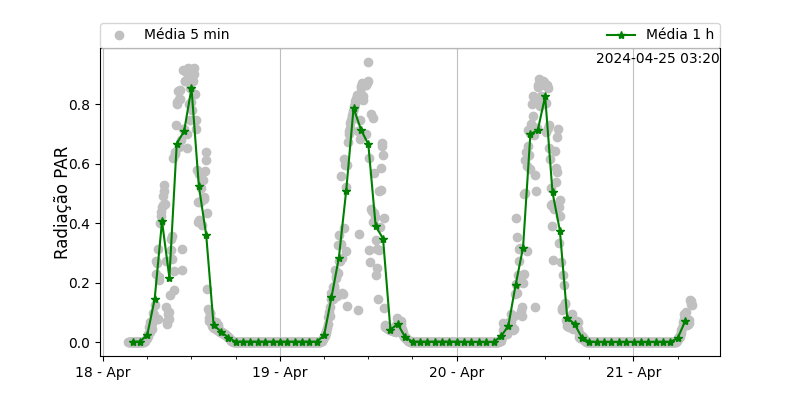 Média 5 min
Média 1 h
2024-04-25 03:20
Radiação PAR
0.8
0.6
0.4
0.2
0.0
18 - Apr
19 - Apr
20 - Apr
21 - Apr